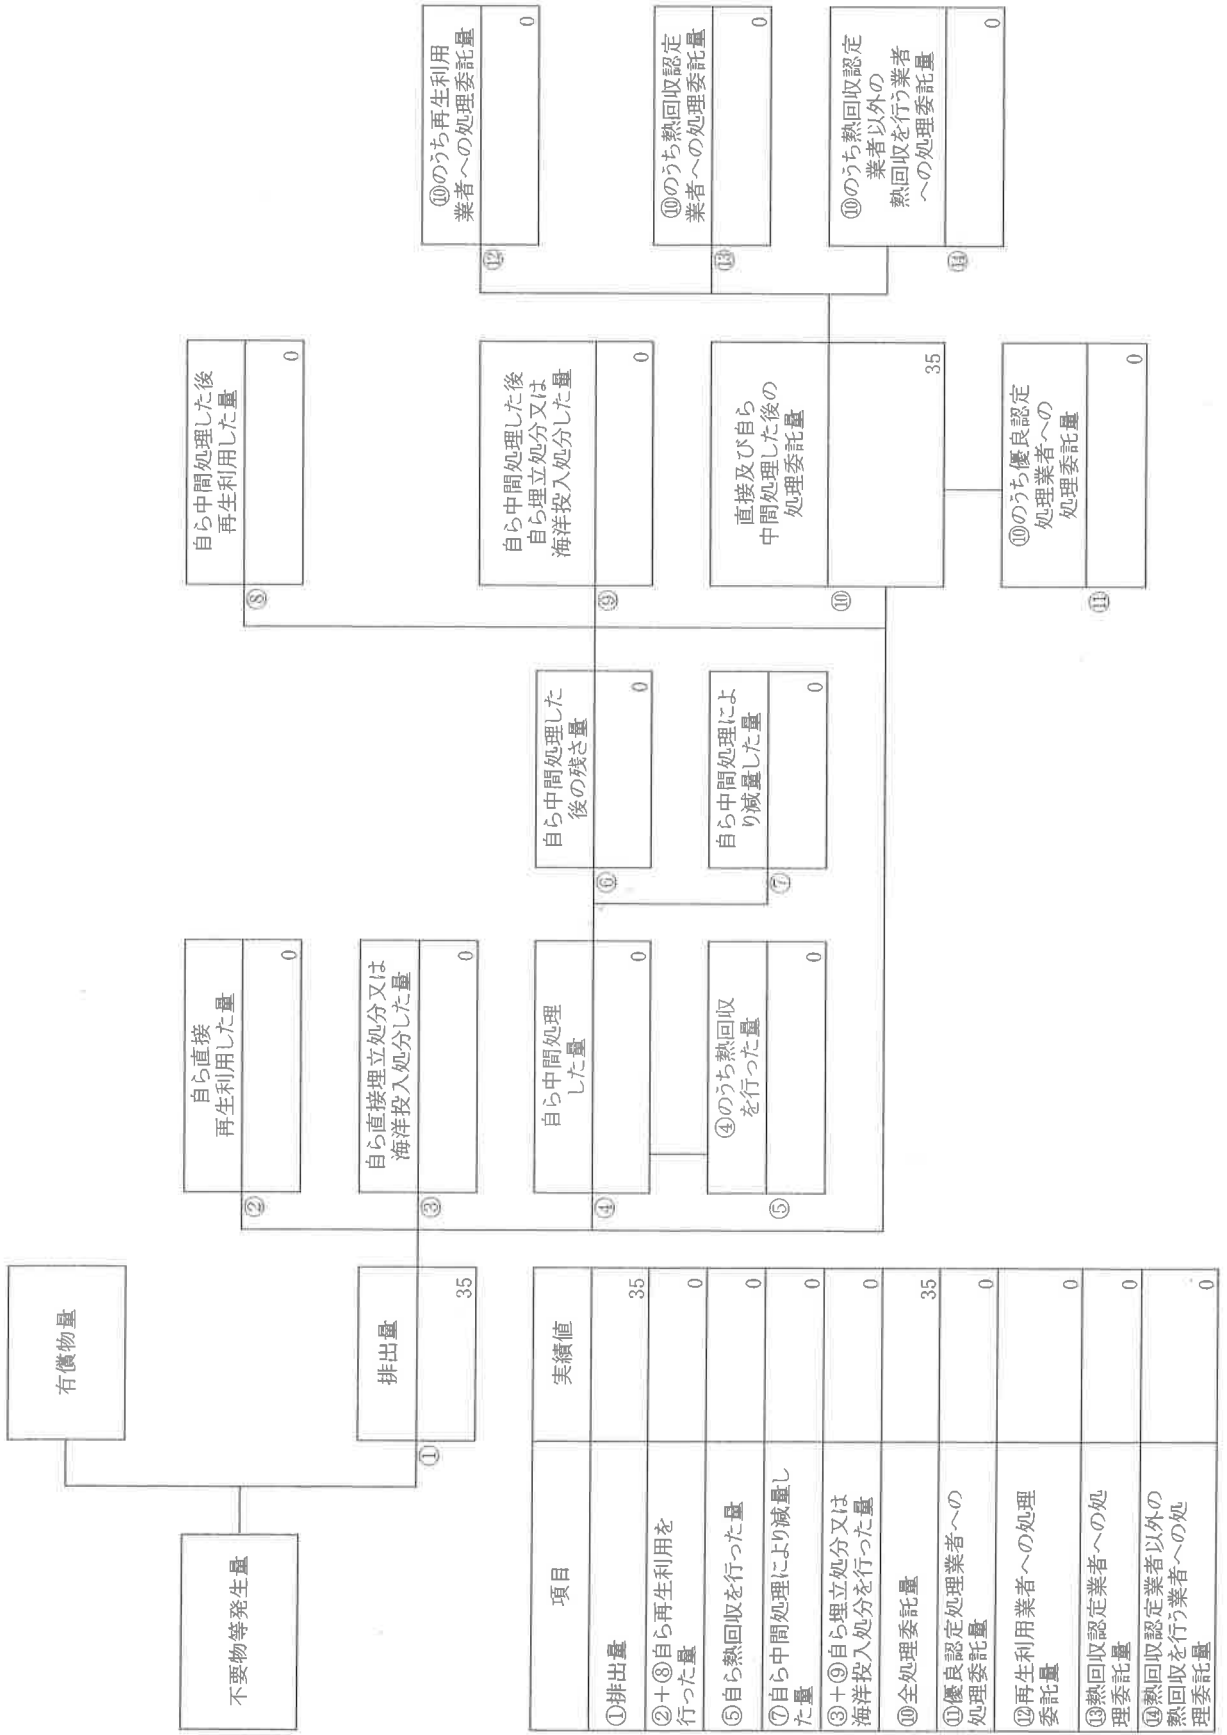 不要物等発生量
有償物量
①
排出量
35
②
自ら直接
再生利用した量
0
③
自ら直接埋立処分又は
海洋投入処分した量
0
④
自ら中間処理
した量
0
⑤
④のうち熱回収
を行った量
0
⑥
自ら中間処理した
後の残さ量
0
⑦
自ら中間処理によ
り減量した量
0
⑧
自ら中間処理した後
再生利用した量
0
⑨
自ら中間処理した後
自ら埋立処分又は
海洋投入処分した量
0
⑩
直接及び自ら
中間処理した後の
処理委託量
35
⑪
⑩のうち優良認定
処理業者への
処理委託量
0
⑫
⑩のうち再生利用
業者への処理委託量
0
⑬
⑩のうち熱回収認定
業者への処理委託量
0
⑭
⑩のうち熱回収認定
業者以外の
熱回収を行う業者
への処理委託量
0
項目 実績値
①排出量 35
②+⑧自ら再生利用を
行った量 0
⑤自ら熱回収を行った量 0
⑦自ら中間処理により減量し
た量 0
③+⑨自ら埋立処分又は
海洋投入処分を行った量 0
⑩全処理委託量 35
⑪優良認定処理業者への
処理委託量 0
⑫再生利用業者への処理
委託量 0
⑬熱回収認定業者への処
理委託量 0
⑭熱回収認定業者以外の
熱回収を行う業者への処
理委託量 0